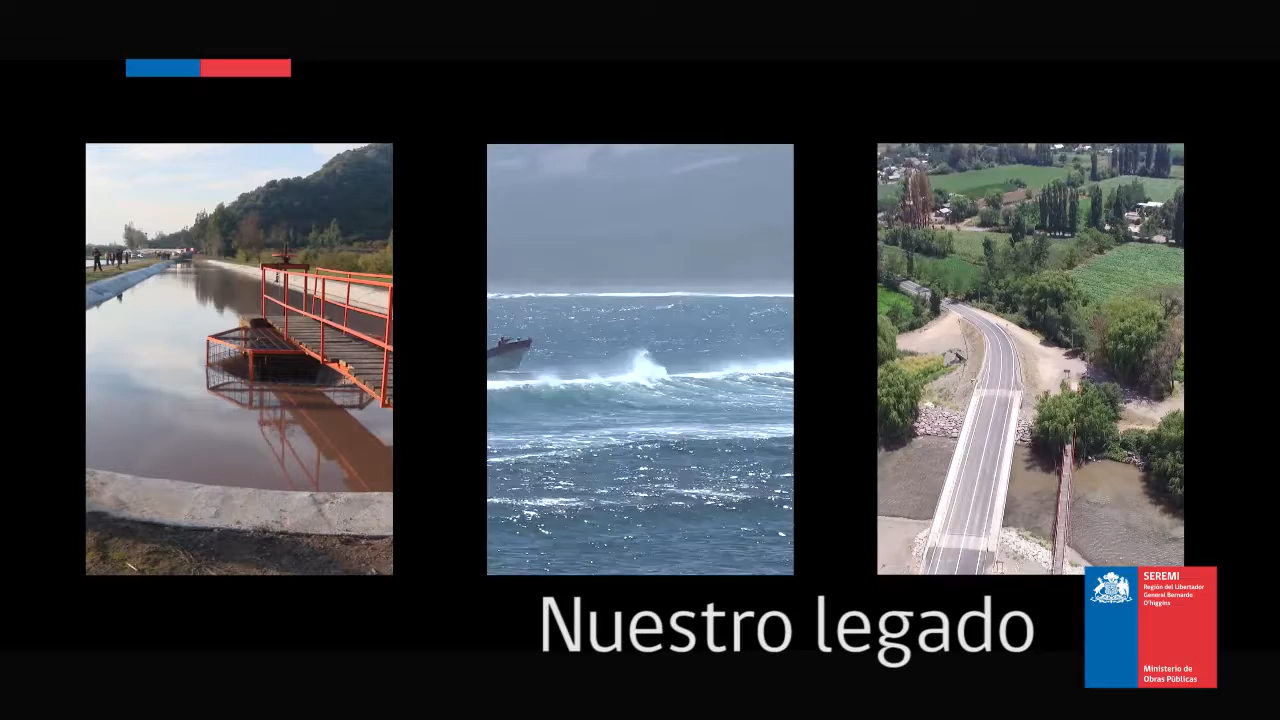 Nuestro legado
SEREMI
Región del Libertador
General Bernardo
O'higgins
Ministerio de
Obras Públicas